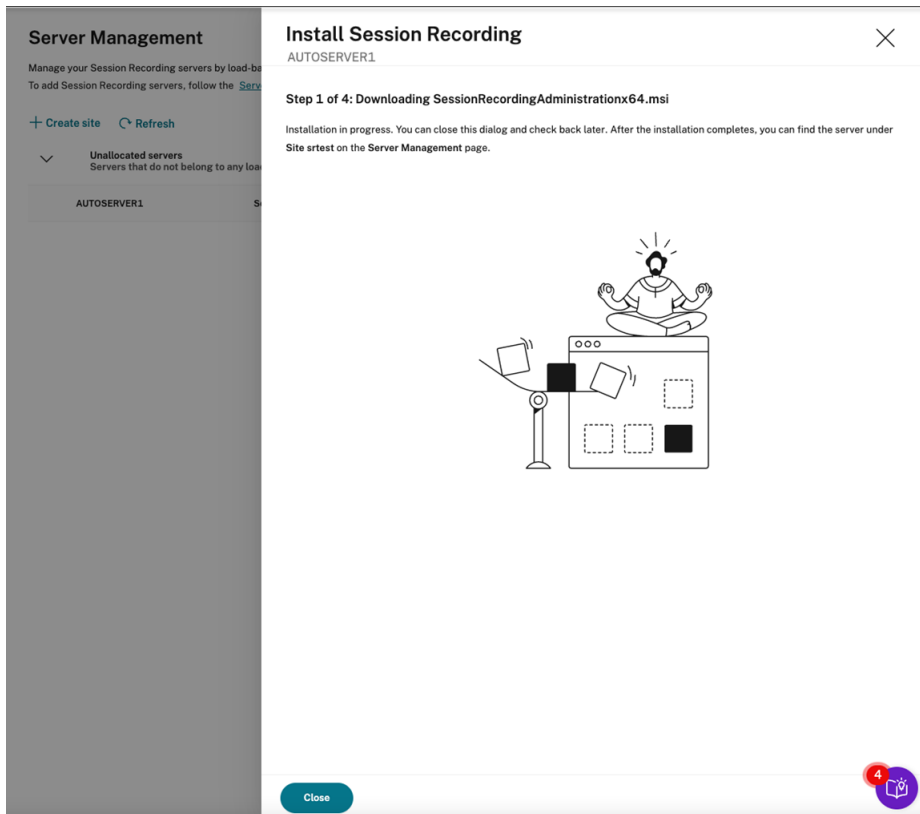 Server Management
Manage your Session Recording servers by load-ba
To add Session Recording servers, follow the Serv
Create site Refresh
Unallocated servers
Servers that do not belong to any loa
AUTOSERVER1 Se
Install Session Recording
AUTOSERVER1
Step 1 of 4: Downloading SessionRecordingAdministrationx64.msi
Installation in progress. You can close this dialog and check back later. After the installation completes, you can find the server under
Site srtest on the Server Management page.
Close
4